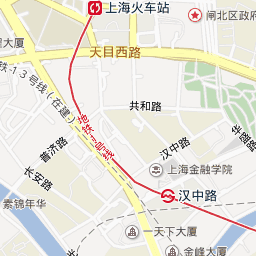 上海火车站
闸北区政府
天目西路
大厦
地铁13号线(在建)
地铁1号线
共和路
普济路
汉中路
华盛路
长安路
上海金融学院
汉中路
素锦年华
一天下大厦
金峰大厦